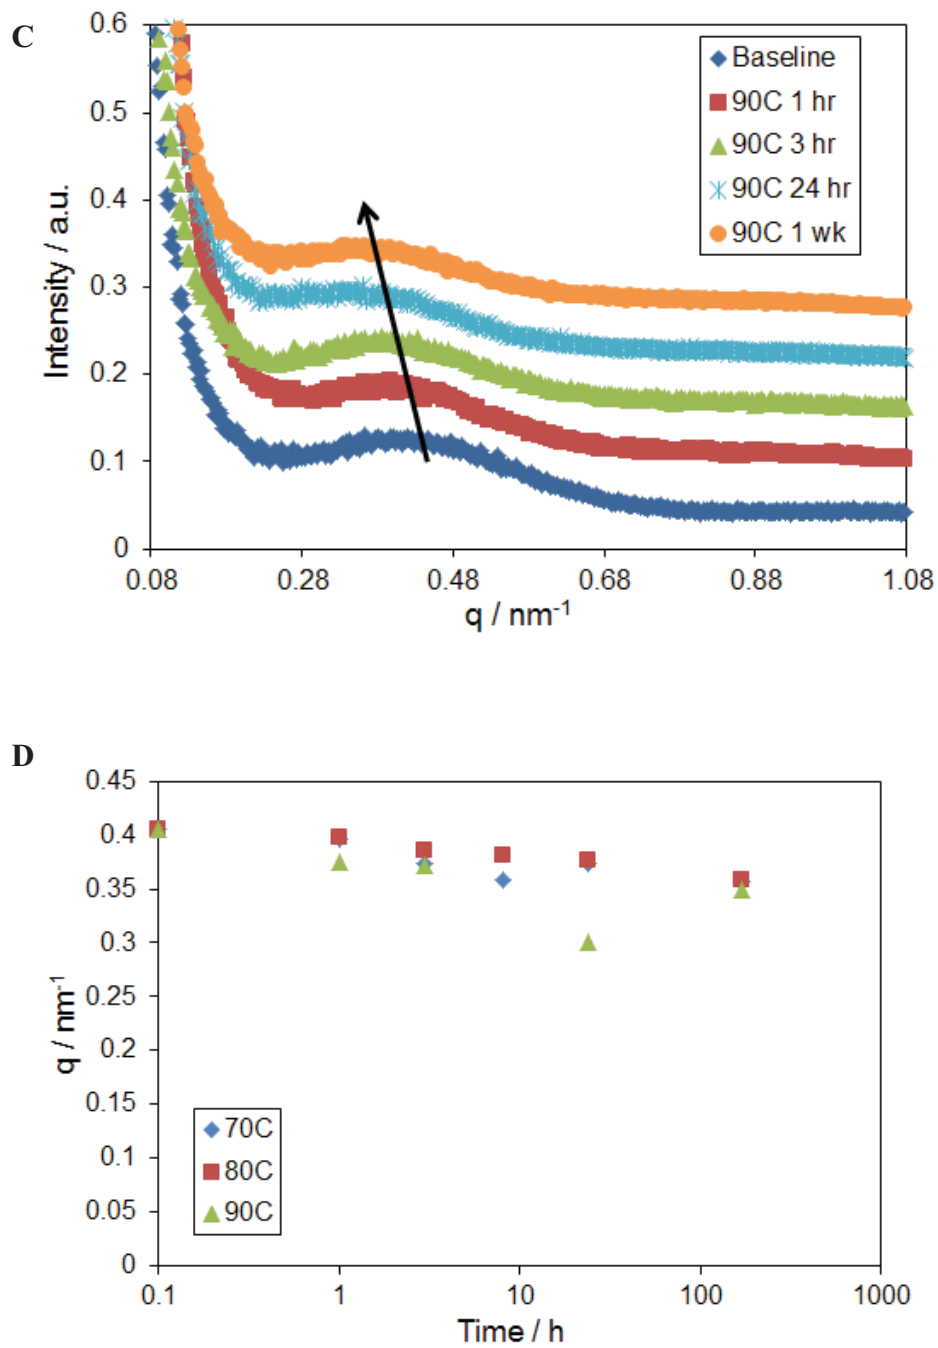 C
0.6
0.5
0.4
0.3
0.2
0.1
0
Intensity / a.u.
Baseline
90C 1 hr
90C 3 hr
90C 24 hr
90C 1 wk
0.08 0.28 0.48 0.68 0.88 1.08
q / nm⁻¹
D
0.45
0.4
0.35
0.3
0.25
0.2
0.15
0.1
0.05
0
q / nm⁻¹
70C
80C
90C
0.1 1 10 100 1000
Time / h